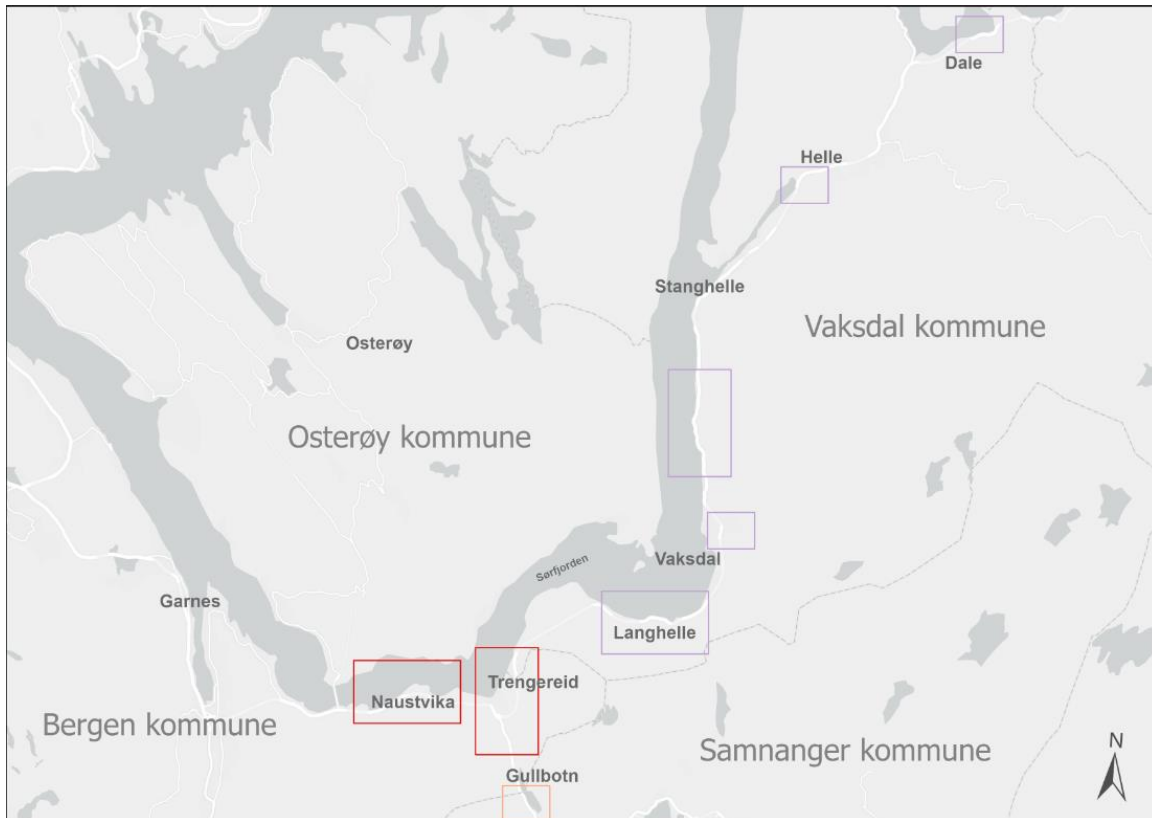 Dale
Helle
Stanghelle
Vaksdal kommune
Osterøy
Osterøy kommune
Sørfjorden
Vaksdal
Garnes
Langhelle
Trengereid
Naustvika
Bergen kommune
Samnanger kommune
N
Gullbotn